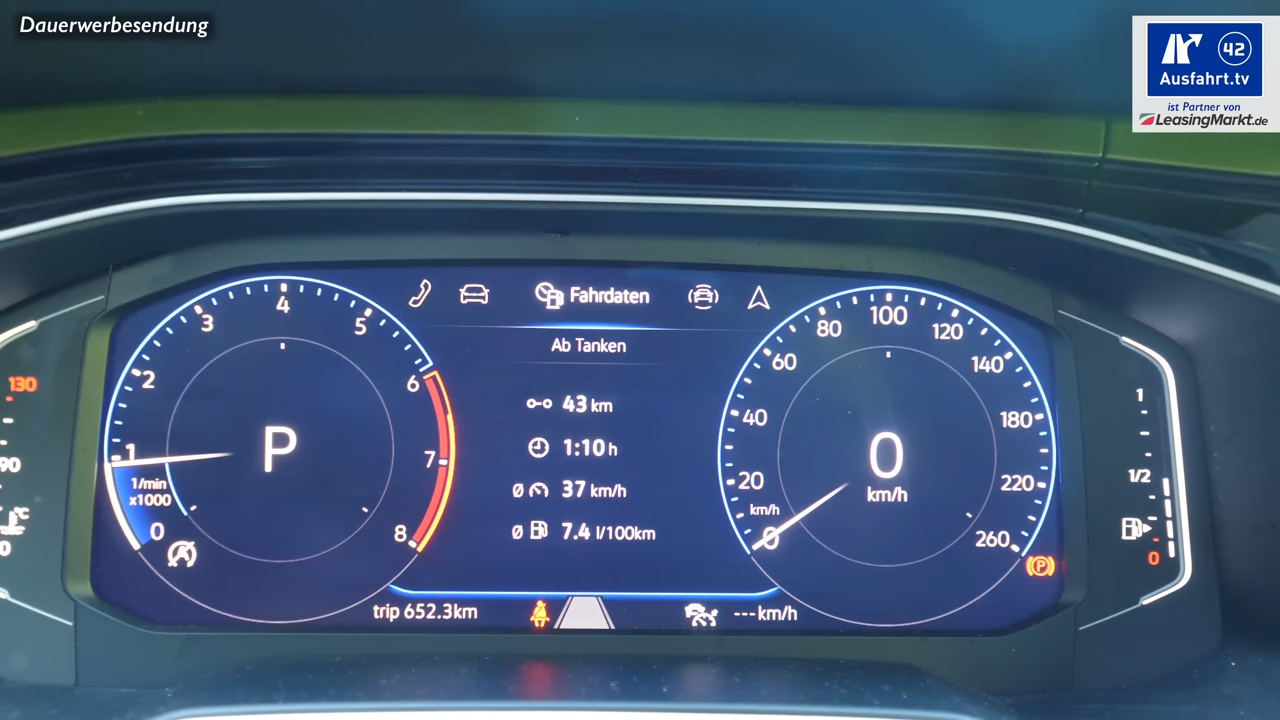 Dauerwerbesendung
42
Ausfahrt.tv
ist Partner von
LeasingMarkt.de
Fahrdaten
Ab Tanken
43 km
1:10 h
Ø 37 km/h
Ø 7.4 l/100km
trip 652.3km
--- km/h
0
1
2
3
4
5
6
7
8
1/min
x1000
P
0
20
40
60
80
100
120
140
180
220
260
km/h
0
km/h
P
130
90
°C
1
1/2
0